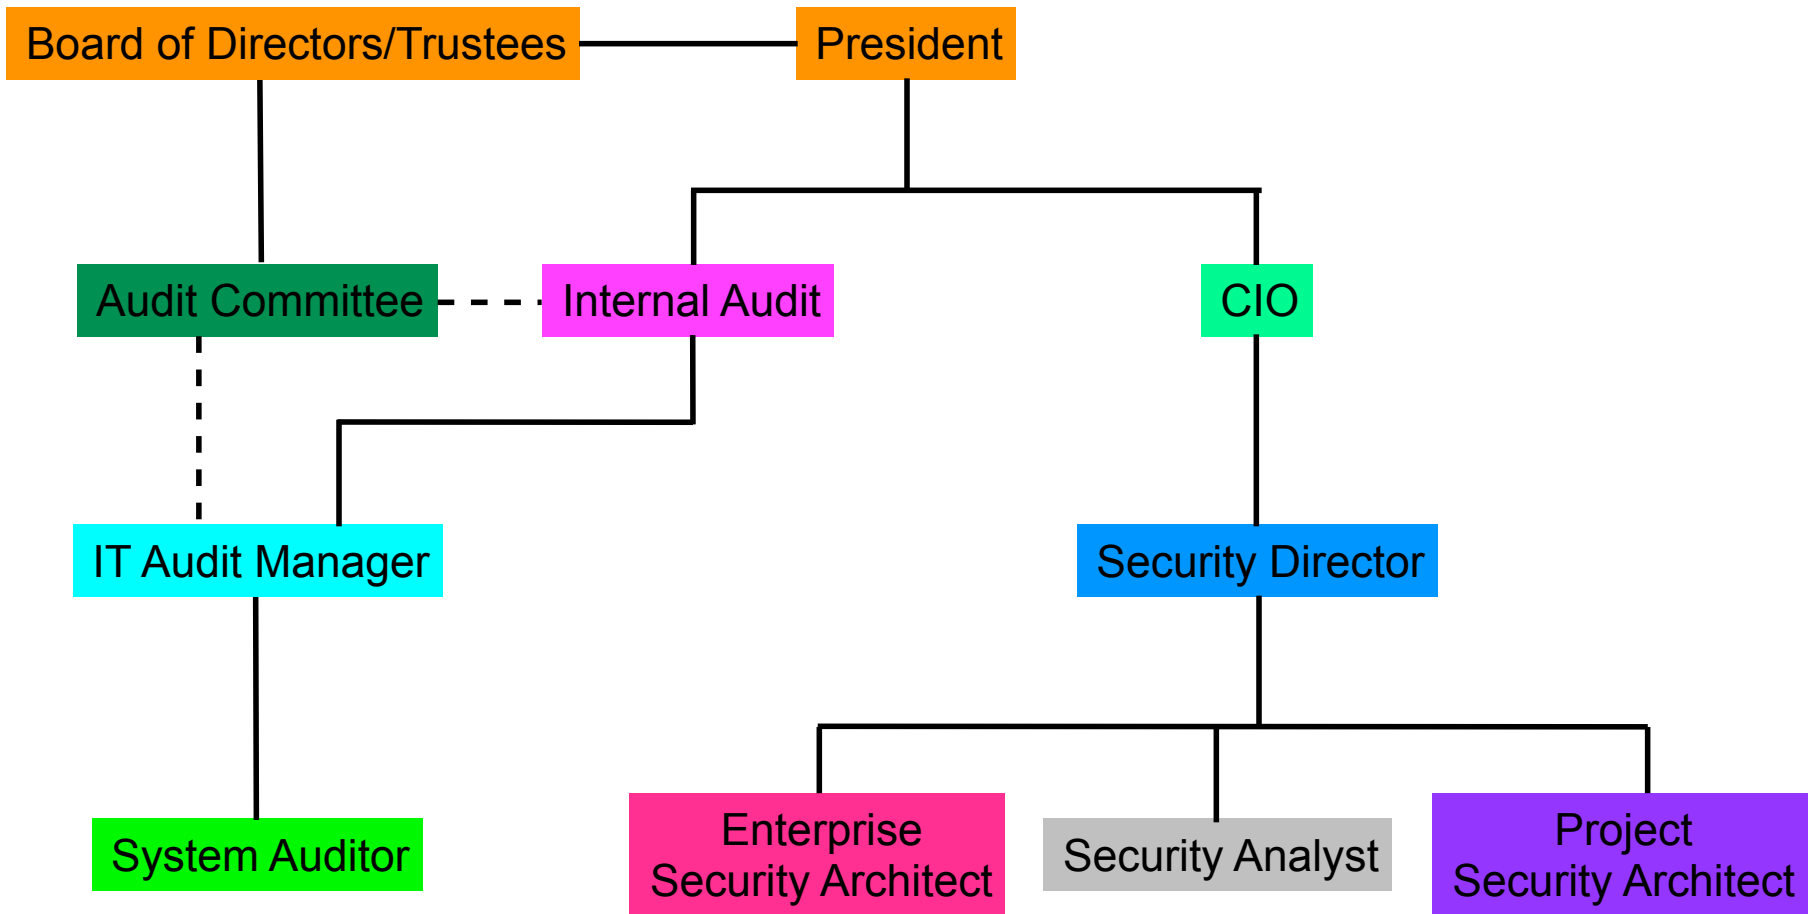 Board of Directors/Trustees
President
Audit Committee
Internal Audit
CIO
IT Audit Manager
Security Director
System Auditor
Enterprise
Security Architect
Security Analyst
Project
Security Architect